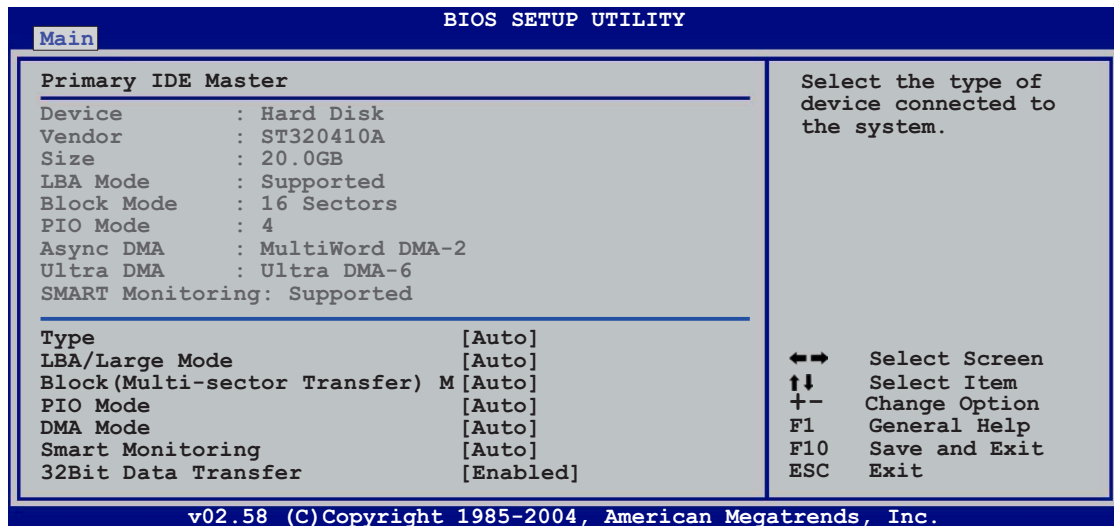 BIOS SETUP UTILITY
Main
Primary IDE Master
Device : Hard Disk
Vendor : ST320410A
Size : 20.0GB
LBA Mode : Supported
Block Mode : 16 Sectors
PIO Mode : 4
Async DMA : MultiWord DMA-2
Ultra DMA : Ultra DMA-6
SMART Monitoring: Supported
Type [Auto]
LBA/Large Mode [Auto]
Block(Multi-sector Transfer) M[Auto]
PIO Mode [Auto]
DMA Mode [Auto]
Smart Monitoring [Auto]
32Bit Data Transfer [Enabled]
Select the type of
device connected to
the system.
←→ Select Screen
↑↓ Select Item
+- Change Option
F1 General Help
F10 Save and Exit
ESC Exit
v02.58 (C)Copyright 1985-2004, American Megatrends, Inc.